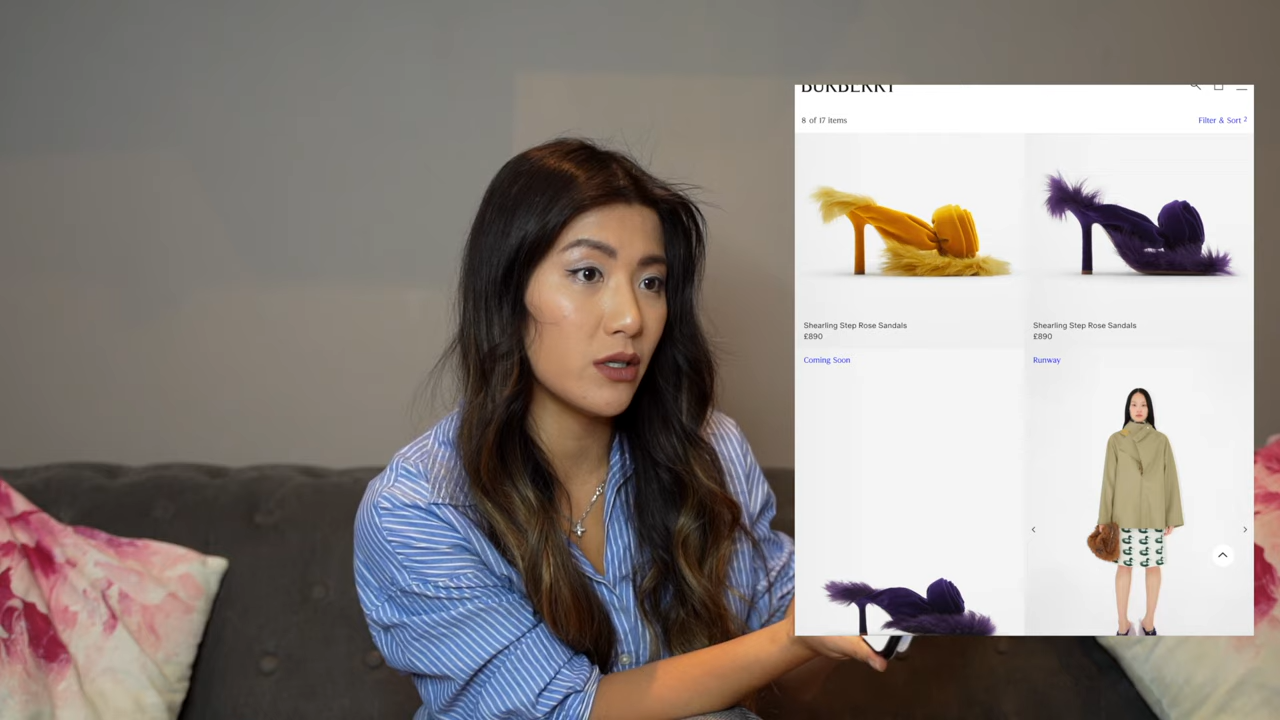 BURBERRY
8 of 17 items
Filter & Sort 2
Shearling Step Rose Sandals
£890
Shearling Step Rose Sandals
£890
Coming Soon
Runway